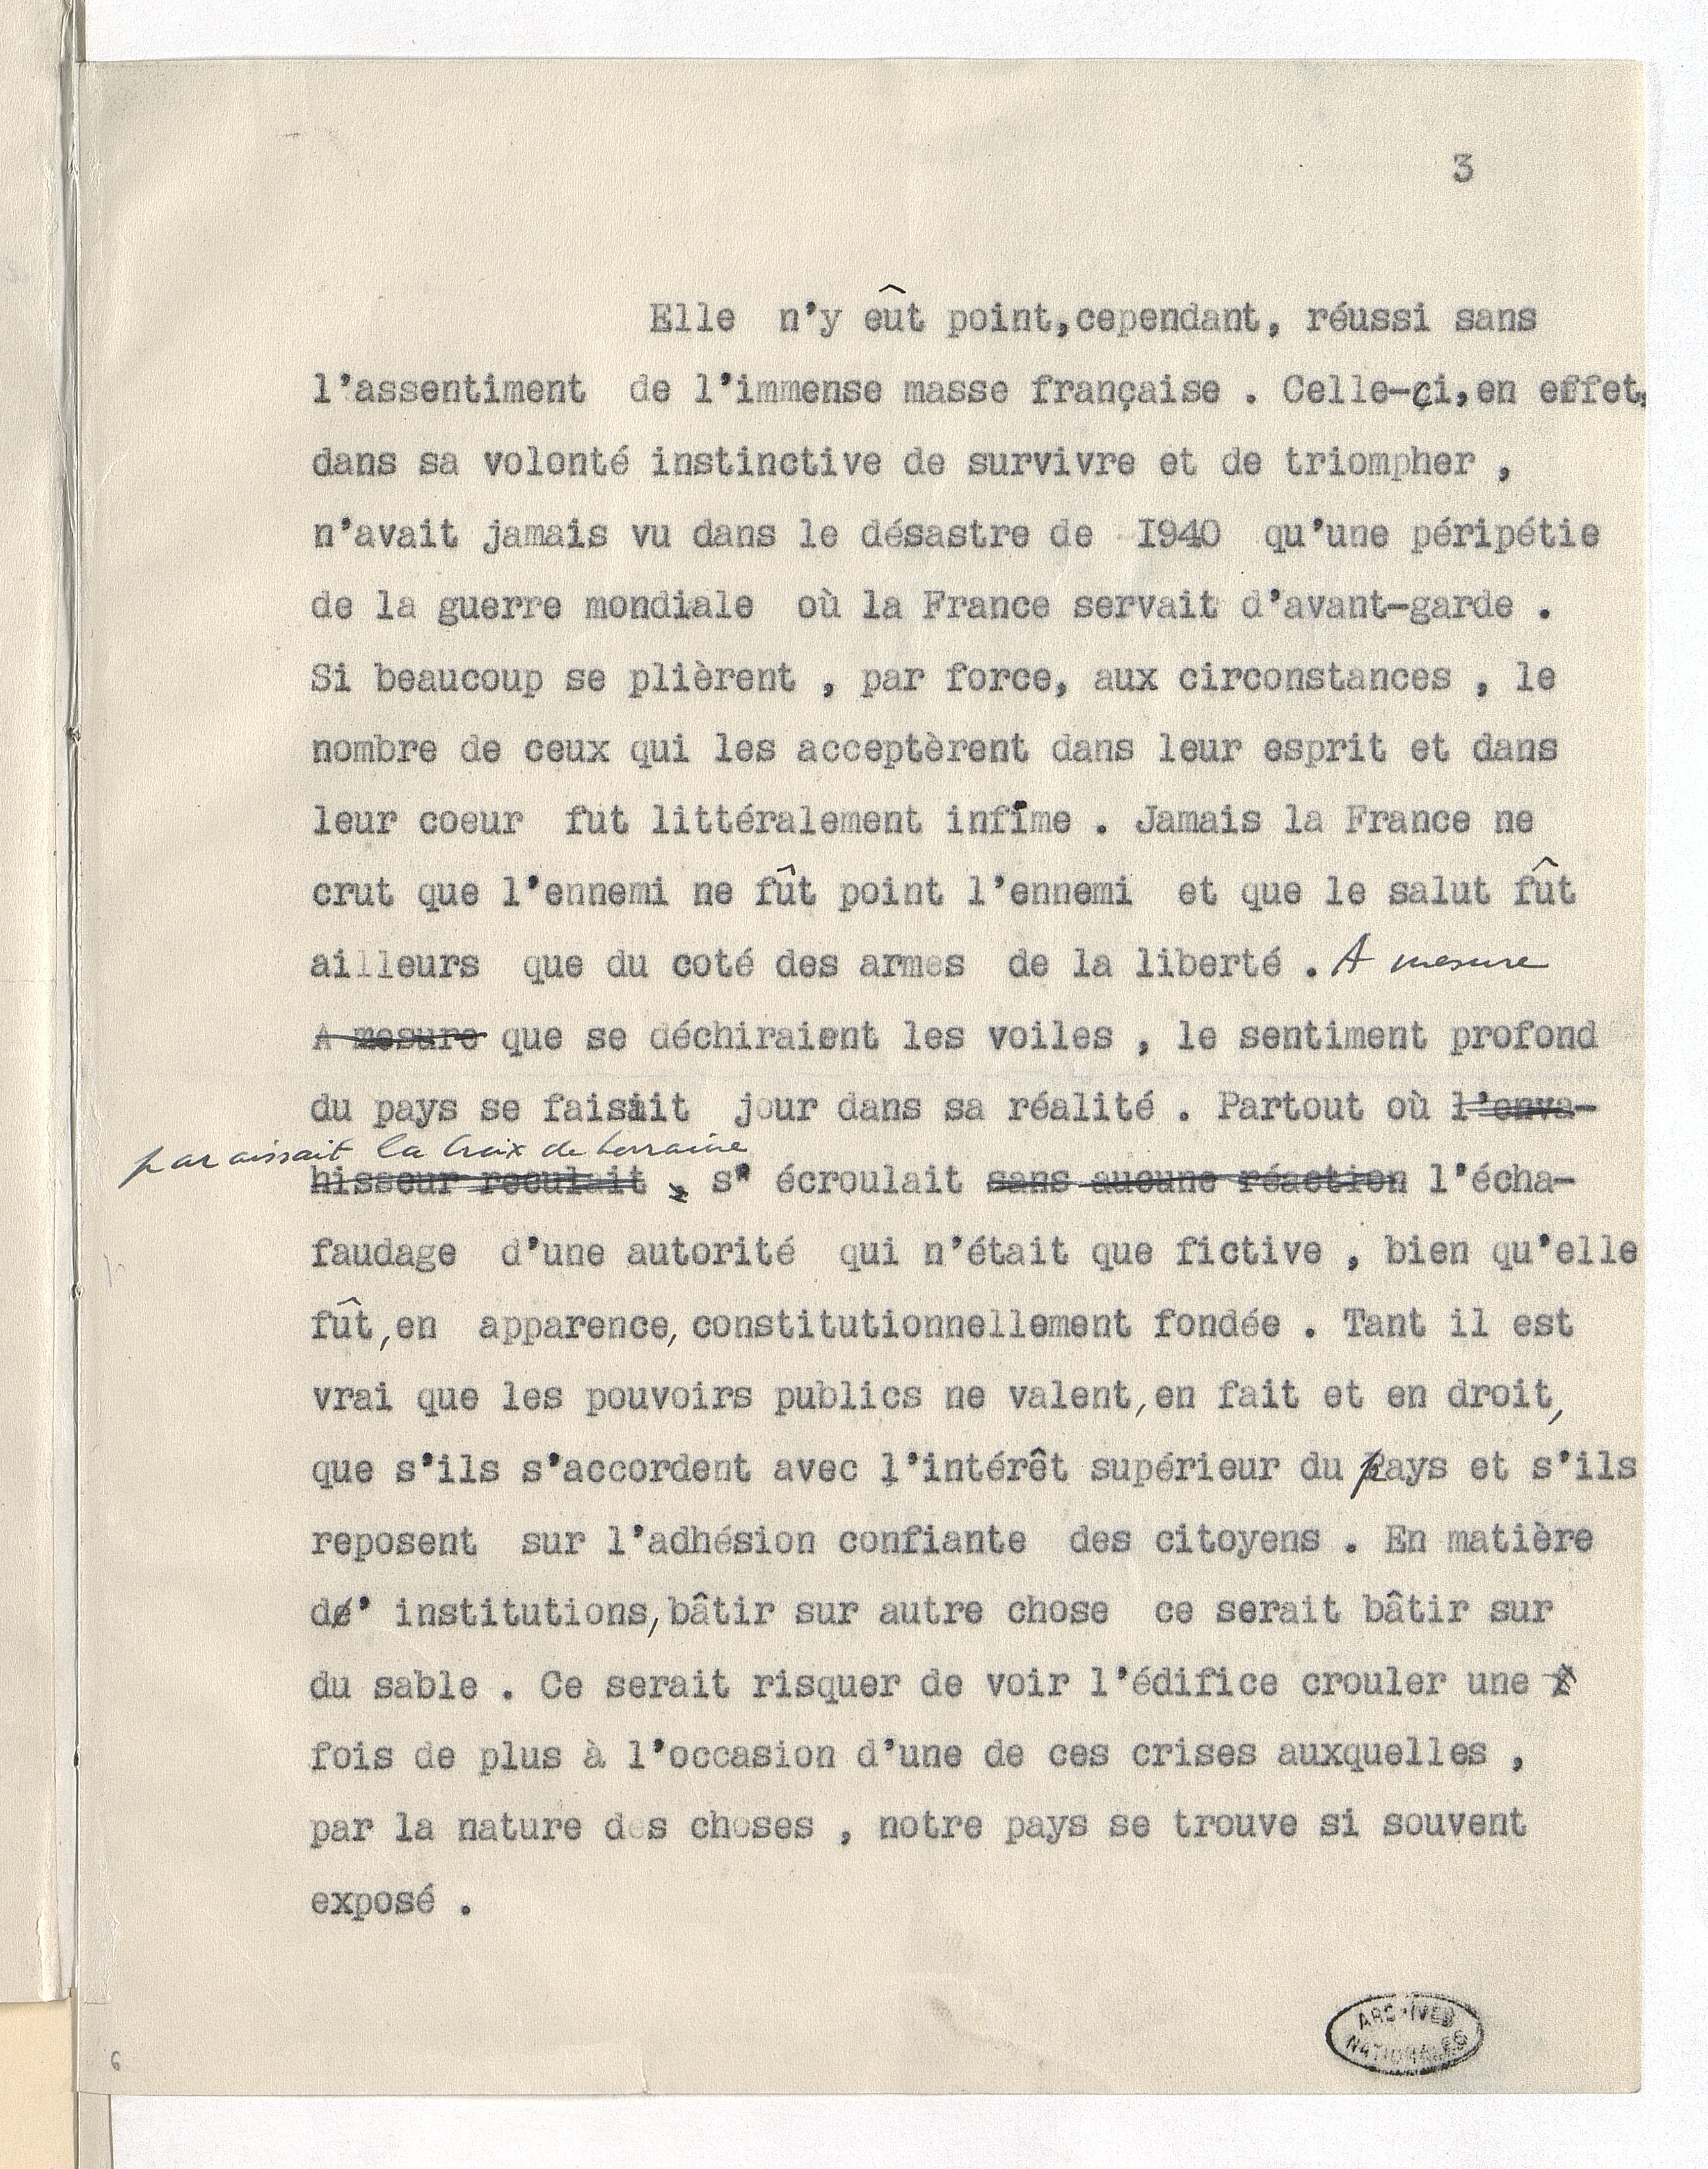 3
Elle n'y eût point, cependant, réussi sans
l'assentiment de l'immense masse française . Celle-ci, en effet,
dans sa volonté instinctive de survivre et de triompher ,
n'avait jamais vu dans le désastre de I940 qu'une péripétie
de la guerre mondiale où la France servait d'avant-garde .
Si beaucoup se plièrent , par force, aux circonstances , le
nombre de ceux qui les acceptèrent dans leur esprit et dans
leur coeur fut littéralement infime . Jamais la France ne
crut que l'ennemi ne fût point l'ennemi et que le salut fût
ailleurs que du coté des armes de la liberté . A mesure
A mesure que se déchiraient les voiles , le sentiment profond
du pays se faisait jour dans sa réalité . Partout où l'enva-
paraissait la Croix de Lorraine
hisseur reculait , s' écroulait sans aucune réaction l'écha-
faudage d'une autorité qui n'était que fictive , bien qu'elle
fût, en apparence, constitutionnellement fondée . Tant il est
vrai que les pouvoirs publics ne valent, en fait et en droit,
que s'ils s'accordent avec l'intérêt supérieur du pays et s'ils
reposent sur l'adhésion confiante des citoyens . En matière
d' institutions, bâtir sur autre chose ce serait bâtir sur
du sable . Ce serait risquer de voir l'édifice crouler une
fois de plus à l'occasion d'une de ces crises auxquelles ,
par la nature des choses , notre pays se trouve si souvent
exposé .
ARCHIVES
NATIONALES
6